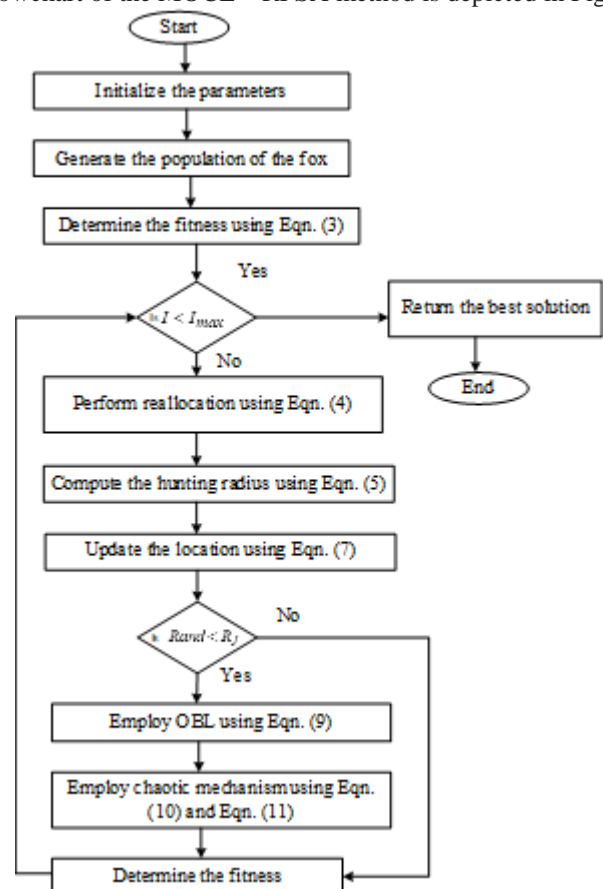 Start
Initialize the parameters
Generate the population of the fox
Determine the fitness using Eqn. (3)
Yes
I < Imax
Return the best solution
No
End
Perform reallocation using Eqn. (4)
Compute the hunting radius using Eqn. (5)
Update the location using Eqn. (7)
No
Rand < RJ
Yes
Employ OBL using Eqn. (9)
Employ chaotic mechanism using Eqn.
(10) and Eqn. (11)
Determine the fitness